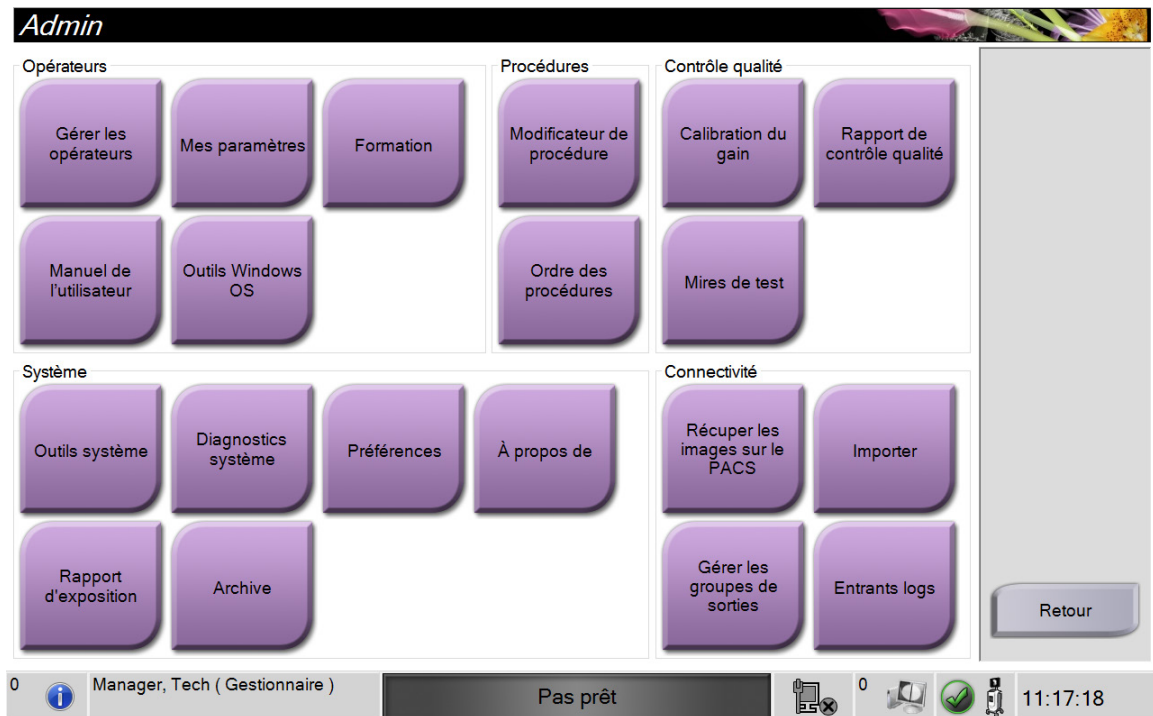 Admin
Opérateurs
Gérer les
opérateurs
Mes paramètres
Formation
Manuel de
l'utilisateur
Outils Windows
OS
Procédures
Modificateur de
procédure
Ordre des
procédures
Contrôle qualité
Calibration du
gain
Rapport de
contrôle qualité
Mires de test
Système
Outils système
Diagnostics
système
Préférences
À propos de
Rapport
d'exposition
Archive
Connectivité
Récuper les
images sur le
PACS
Importer
Gérer les
groupes de
sorties
Entrants logs
Retour
0
Manager, Tech ( Gestionnaire )
Pas prêt
0
11:17:18